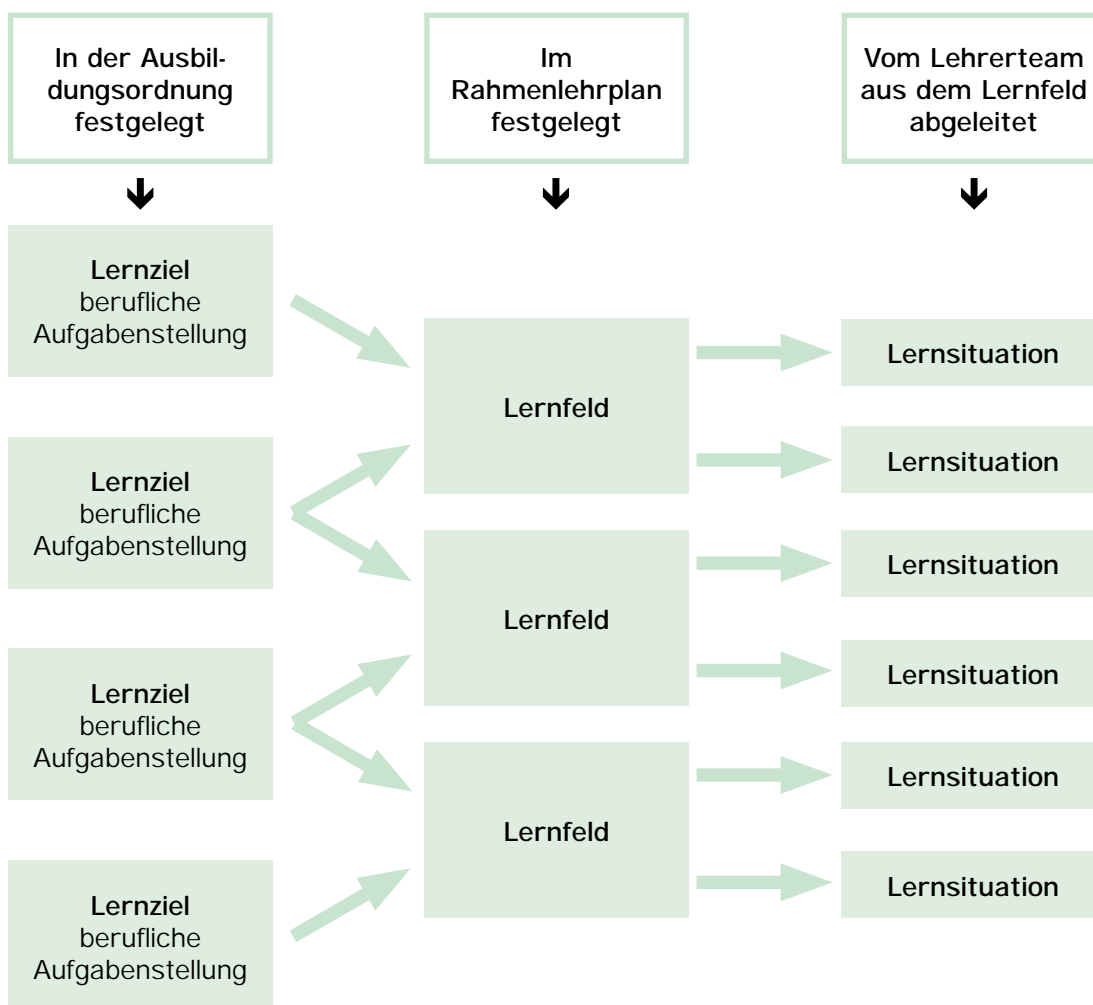 In der Ausbil-
dungsordnung
festgelegt
Im
Rahmenlehrplan
festgelegt
Vom Lehrerteam
aus dem Lernfeld
abgeleitet
Lernziel
berufliche
Aufgabenstellung
Lernziel
berufliche
Aufgabenstellung
Lernziel
berufliche
Aufgabenstellung
Lernziel
berufliche
Aufgabenstellung
Lernfeld
Lernfeld
Lernfeld
Lernsituation
Lernsituation
Lernsituation
Lernsituation
Lernsituation
Lernsituation